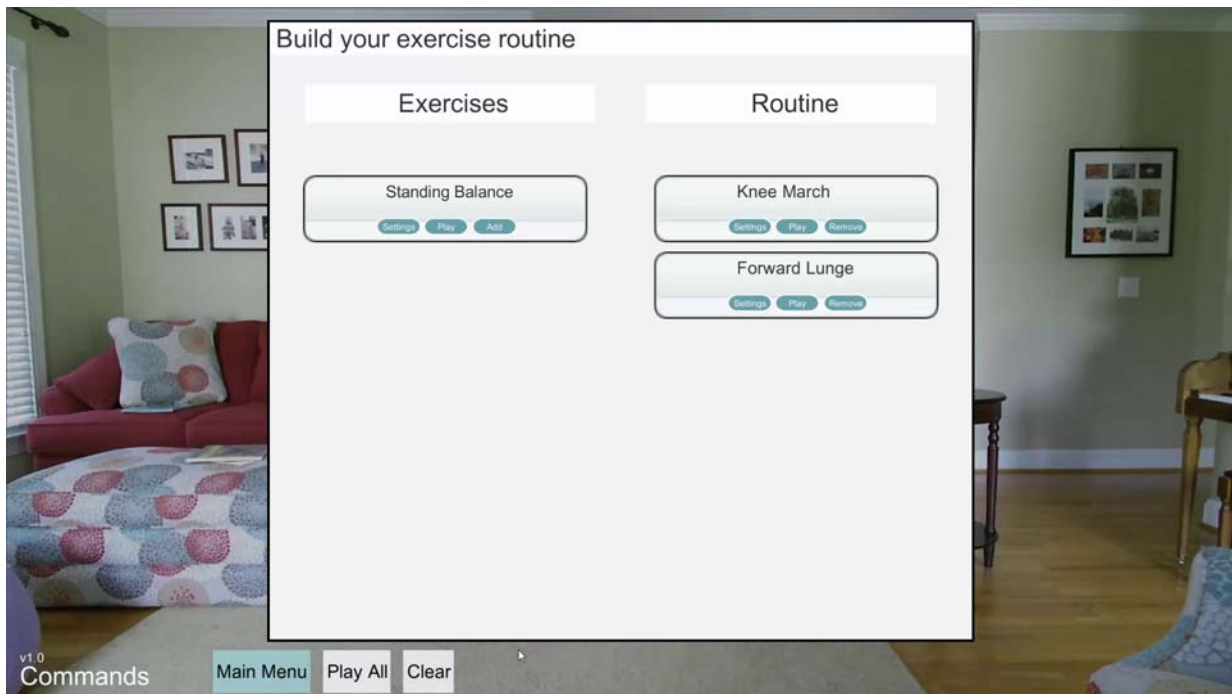 Build your exercise routine
Exercises
Standing Balance
Settings Play Add
Routine
Knee March
Settings Play Remove
Forward Lunge
Settings Play Remove
v1.0
Commands
Main Menu Play All Clear